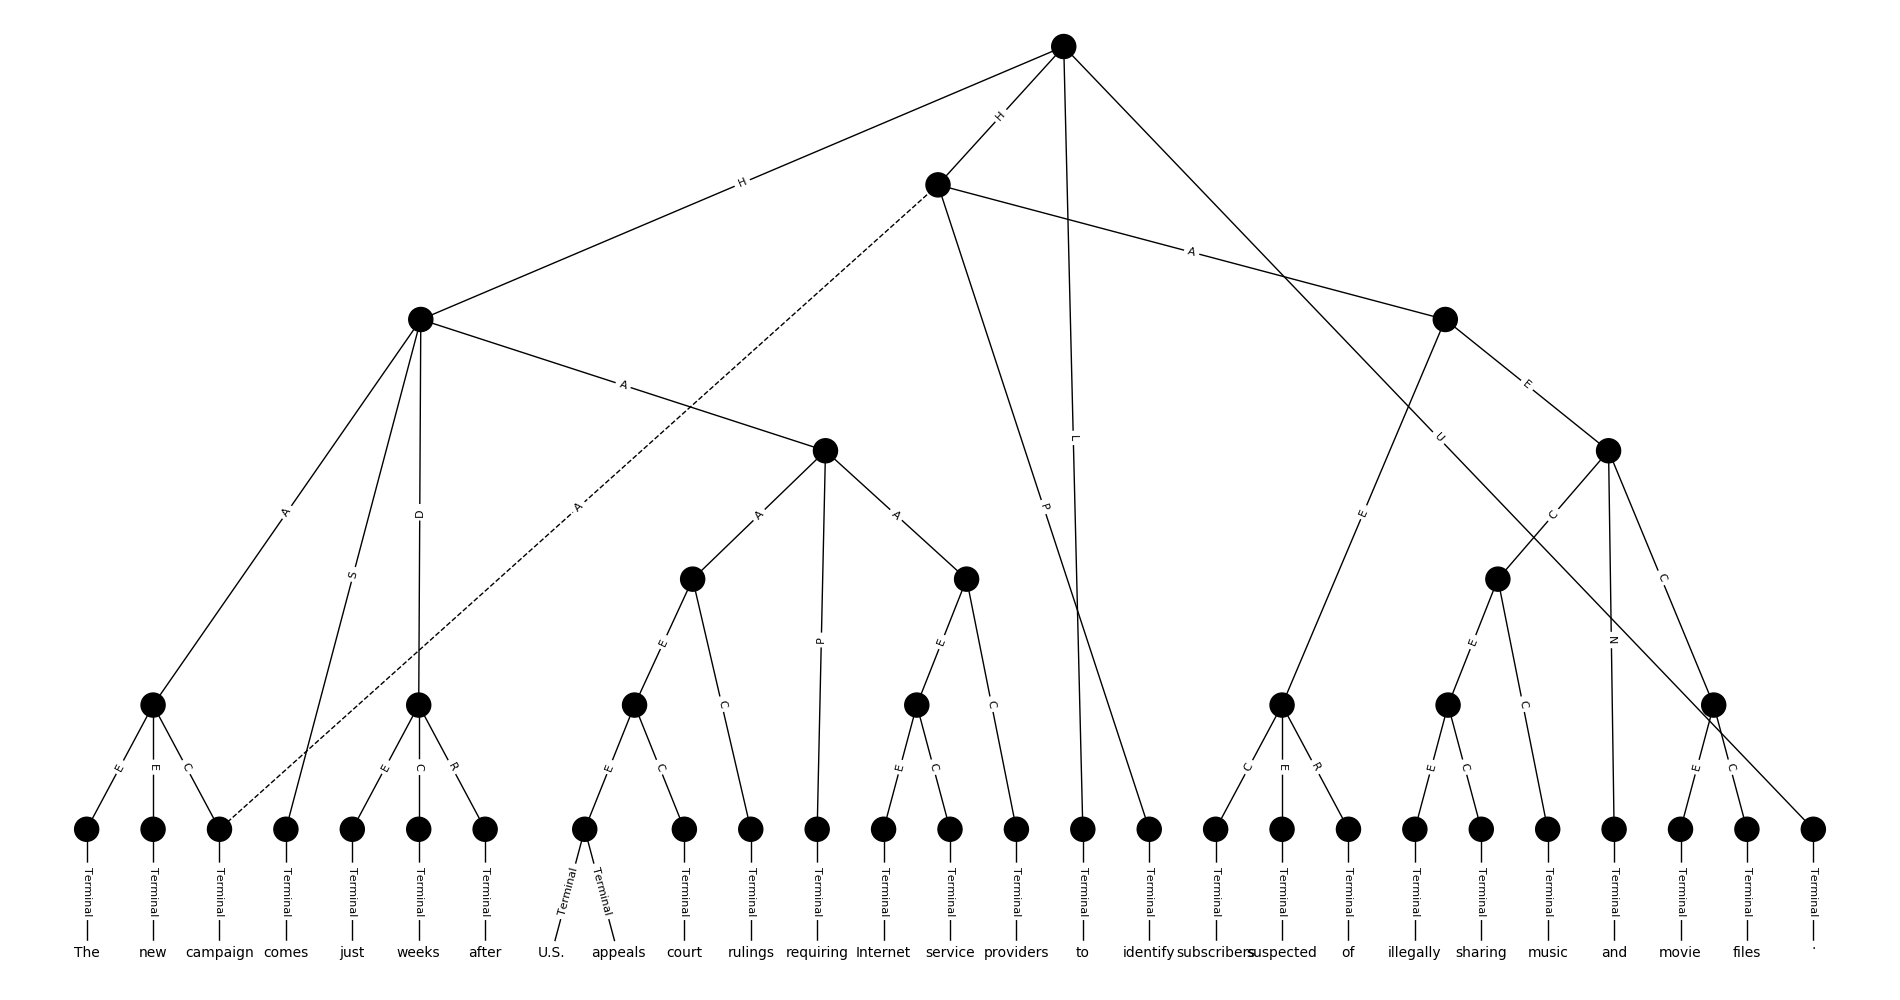 H
H
A
A
L
U
E
A
A
S
D
A
A
P
E
C
E
P
E
C
E
N
C
E
C
C
E
E
C
E
C
R
E
C
E
C
C
E
R
E
C
E
C
Terminal Terminal Terminal Terminal Terminal Terminal Terminal Terminal Terminal Terminal Terminal Terminal Terminal Terminal Terminal Terminal Terminal Terminal Terminal Terminal Terminal Terminal Terminal Terminal Terminal Terminal Terminal Terminal
The new campaign comes just weeks after U.S. appeals court rulings requiring Internet service providers to identify subscribers suspected of illegally sharing music and movie files .